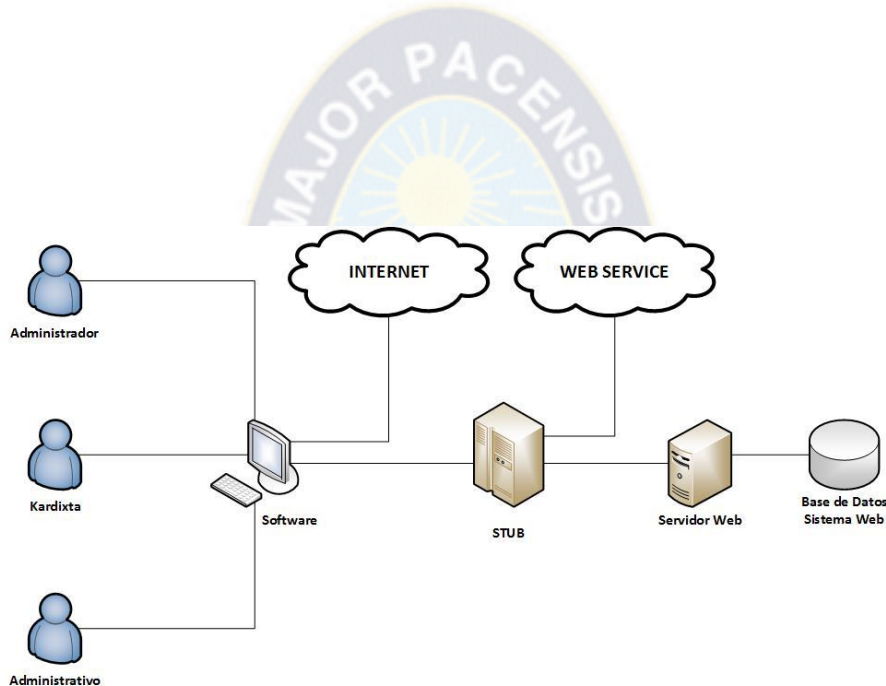 MAJOR PACENSIS
INTERNET
WEB SERVICE
Administrador
Kardixta
Software
STUB
Servidor Web
Base de Datos
Sistema Web
Administrativo